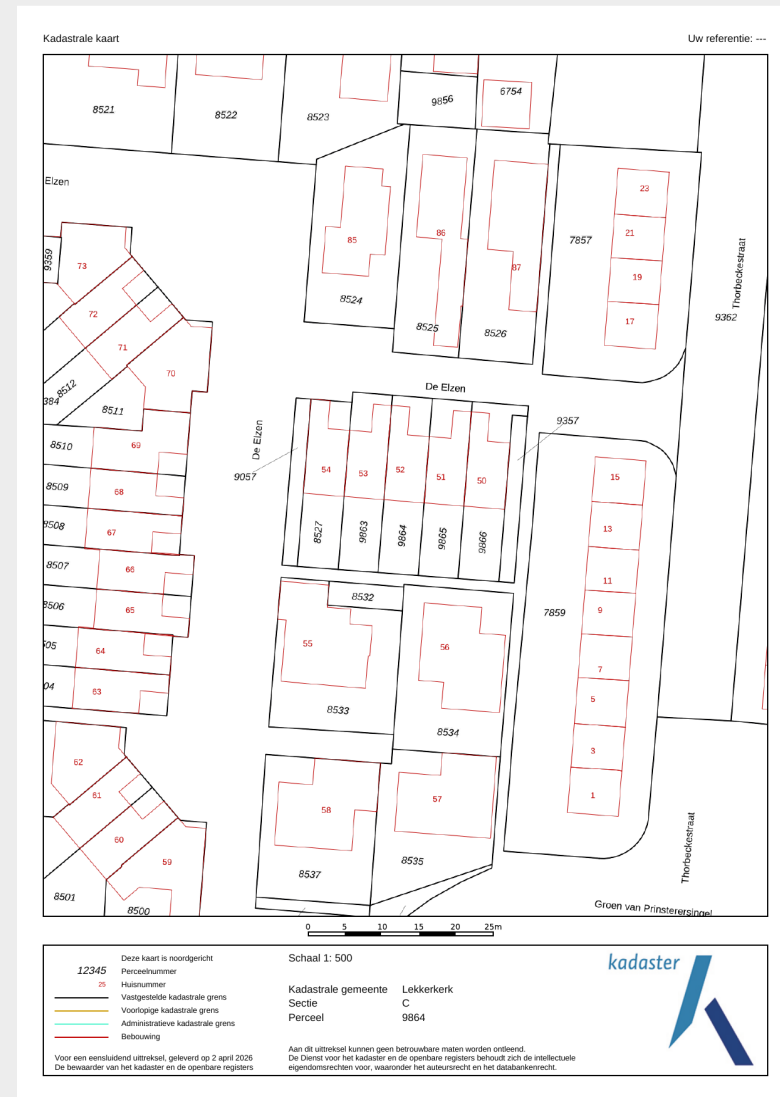 Kadastrale kaart
Uw referentie: ---
8521
8522
8523
9856
6754
Elzen
23
21
19
17
7857
Thorbeckestraat
9362
85
86
87
8524
8525
8526
9359
73
72
71
70
8512
384
8511
De Elzen
De Elzen
9057
9357
8510
69
8509
68
8508
67
8507
66
8506
65
05
64
04
63
54
53
52
51
50
8527
9863
9864
9865
9866
15
13
11
9
7
5
3
1
7859
8532
55
56
8533
8534
62
61
60
59
58
57
8537
8535
8501
8500
Thorbeckestraat
Groen van Prinsterersingel
0 5 10 15 20 25m
Deze kaart is noordgericht
12345 Perceelnummer
25 Huisnummer
Vastgestelde kadastrale grens
Voorlopige kadastrale grens
Administratieve kadastrale grens
Bebouwing
Voor een eensluidend uittreksel, geleverd op 2 april 2026
De bewaarder van het kadaster en de openbare registers
Schaal 1: 500
Kadastrale gemeente Lekkerkerk
Sectie C
Perceel 9864
Aan dit uittreksel kunnen geen betrouwbare maten worden ontleend.
De Dienst voor het kadaster en de openbare registers behoudt zich de intellectuele
eigendomsrechten voor, waaronder het auteursrecht en het databankenrecht.
kadaster